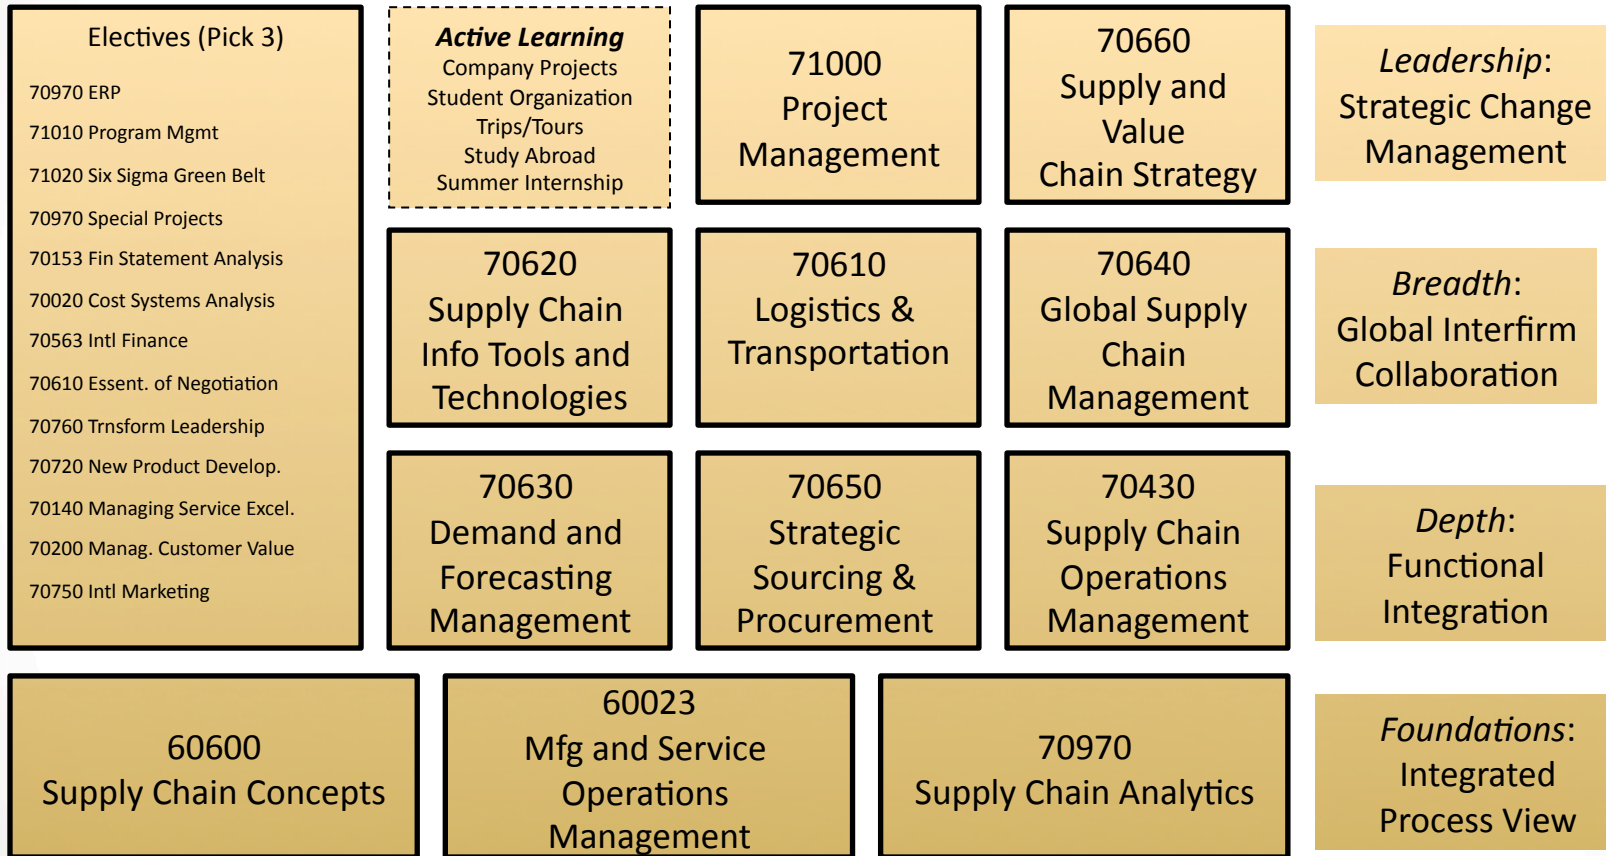 Electives (Pick 3)
70970 ERP
71010 Program Mgmt
71020 Six Sigma Green Belt
70970 Special Projects
70153 Fin Statement Analysis
70020 Cost Systems Analysis
70563 Intl Finance
70610 Essent. of Negotiation
70760 Trnsform Leadership
70720 New Product Develop.
70140 Managing Service Excel.
70200 Manag. Customer Value
70750 Intl Marketing
Active Learning
Company Projects
Student Organization
Trips/Tours
Study Abroad
Summer Internship
71000
Project
Management
70660
Supply and
Value
Chain Strategy
Leadership:
Strategic Change
Management
70620
Supply Chain
Info Tools and
Technologies
70610
Logistics &
Transportation
70640
Global Supply
Chain
Management
Breadth:
Global Interfirm
Collaboration
70630
Demand and
Forecasting
Management
70650
Strategic
Sourcing &
Procurement
70430
Supply Chain
Operations
Management
Depth:
Functional
Integration
60600
Supply Chain Concepts
60023
Mfg and Service
Operations
Management
70970
Supply Chain Analytics
Foundations:
Integrated
Process View